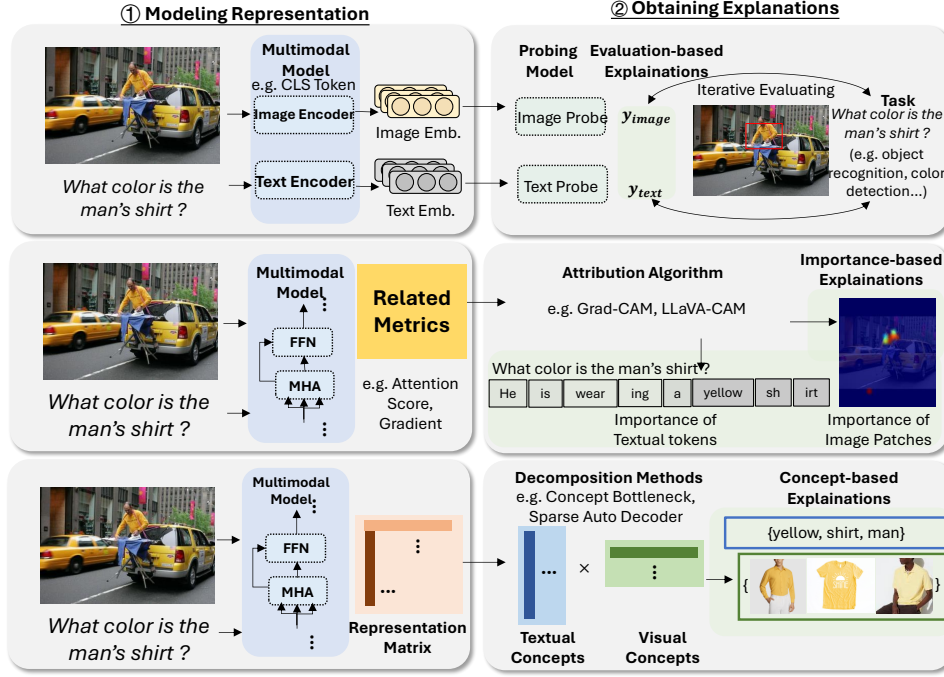 ① Modeling Representation
② Obtaining Explanations
Multimodal
Model
e.g. CLS Token
Image Encoder
Image Emb.
Text Encoder
Text Emb.
What color is the
man's shirt ?
Probing
Model
Evaluation-based
Explainations
Iterative Evaluating
Image Probe
y_image
Text Probe
y_text
Task
What color is the
man's shirt ?
(e.g. object
recognition, color
detection...)
Multimodal
Model
FFN
MHA
Related
Metrics
e.g. Attention
Score,
Gradient
What color is the
man's shirt ?
Attribution Algorithm
e.g. Grad-CAM, LLaVA-CAM
Importance-based
Explainations
What color is the man's shirt ?
He is wear ing a yellow sh irt
Importance of
Textual tokens
Importance of
Image Patches
Multimodal
Model
FFN
MHA
What color is the
man's shirt ?
Representation
Matrix
Decomposition Methods
e.g. Concept Bottleneck,
Sparse Auto Decoder
... ×
Textual
Concepts
Visual
Concepts
Concept-based
Explainations
{yellow, shirt, man}
{ }